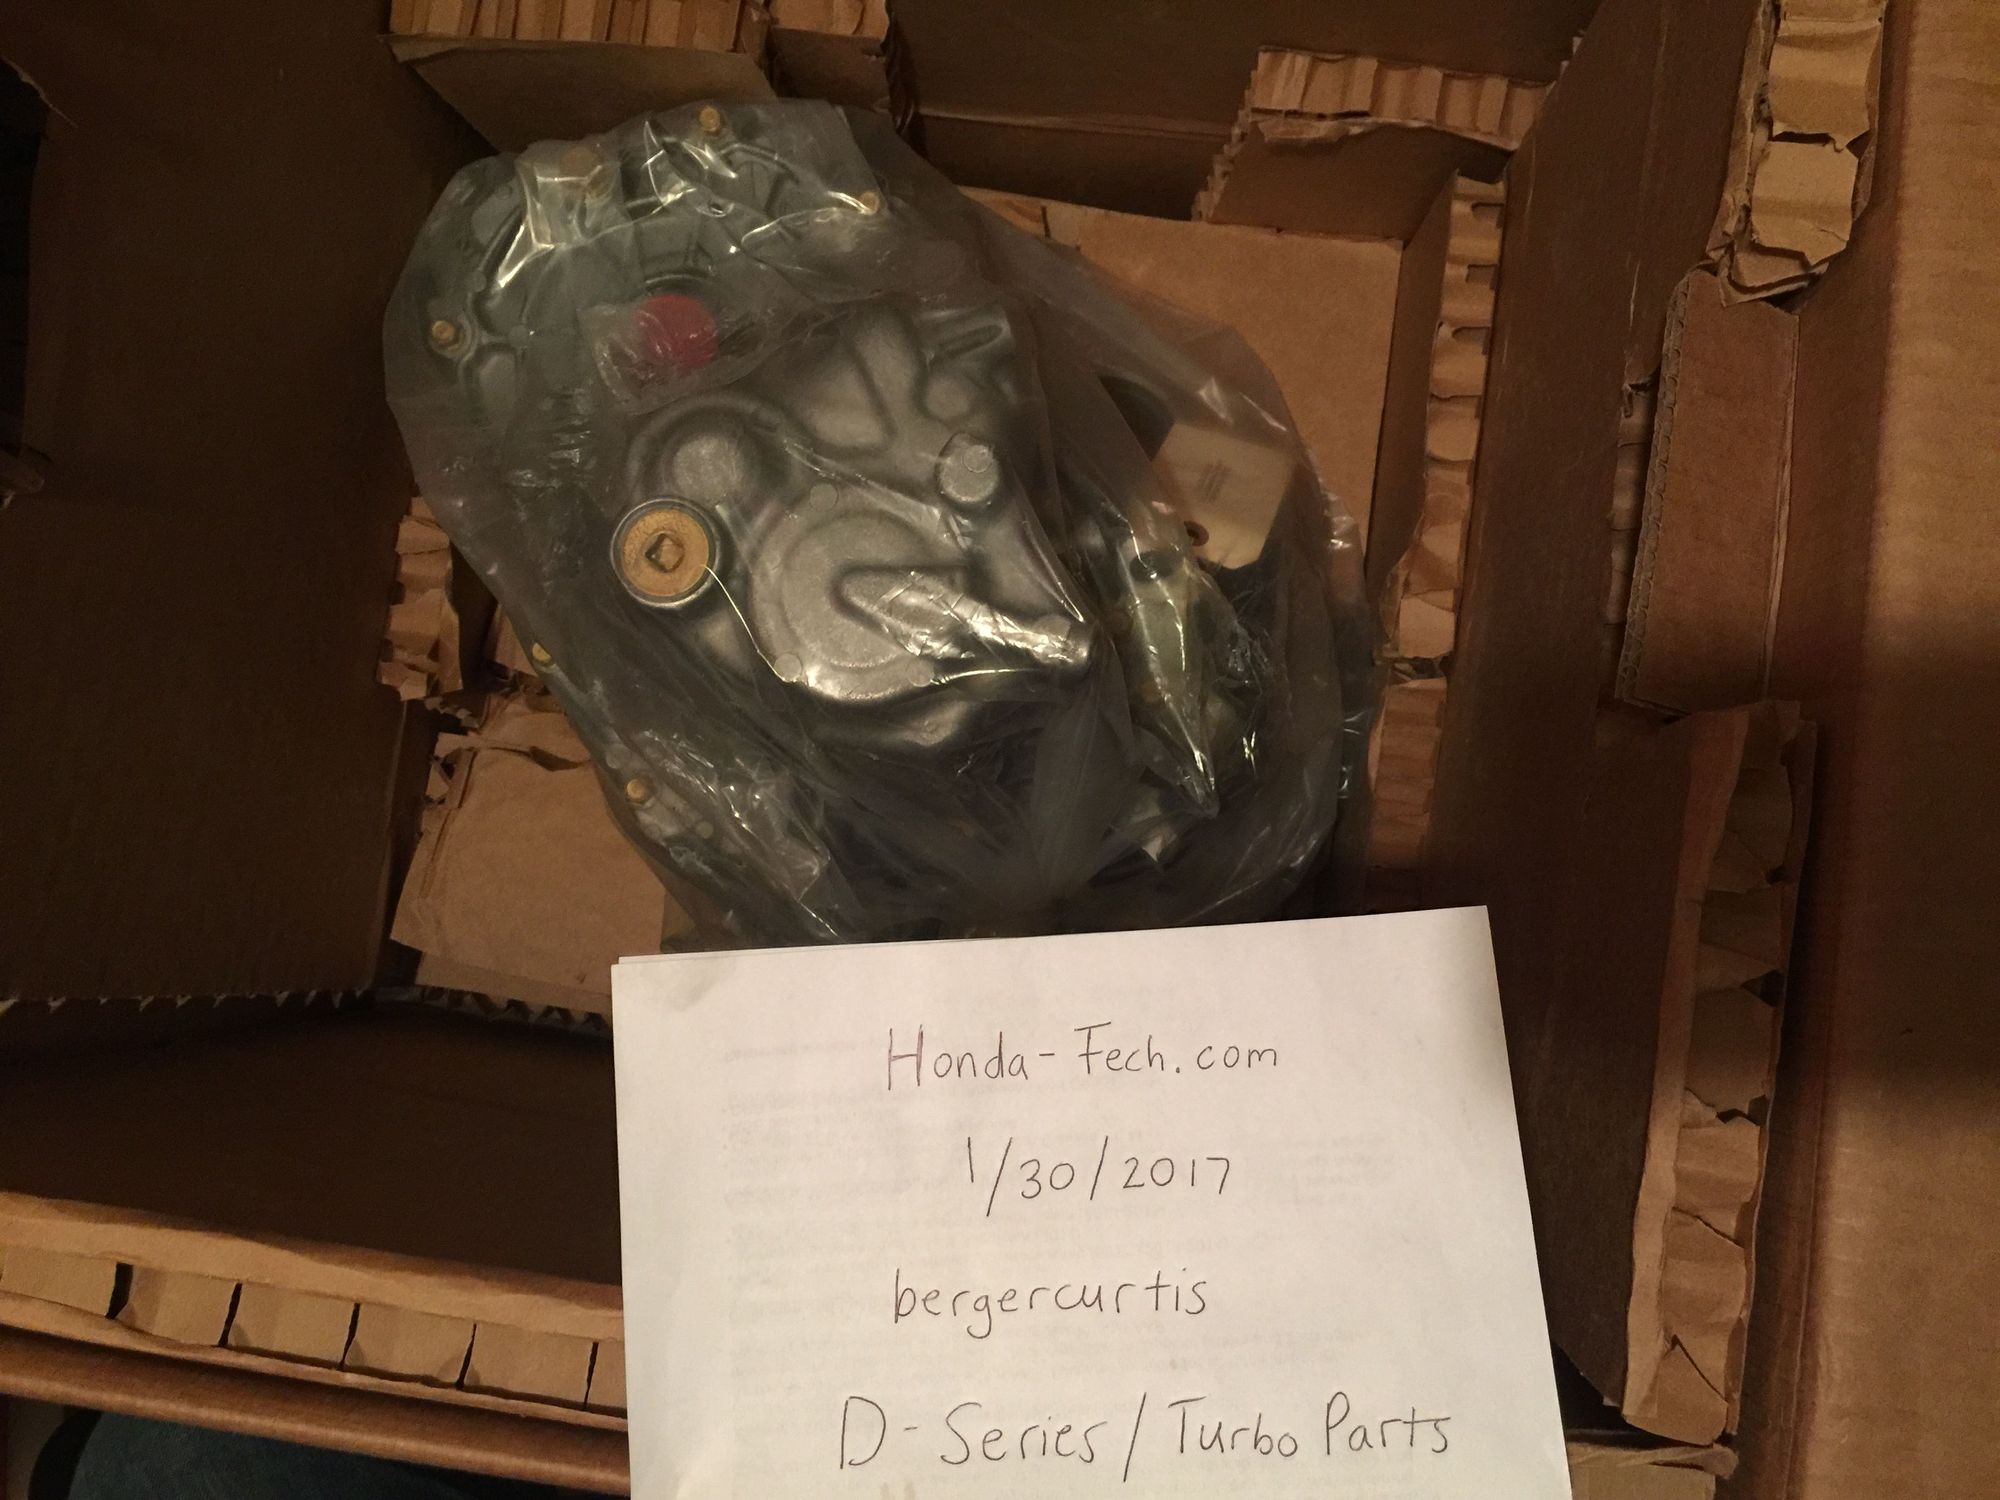 Honda-Tech.com
1/30/2017
bergercurtis
D-Series/Turbo Parts